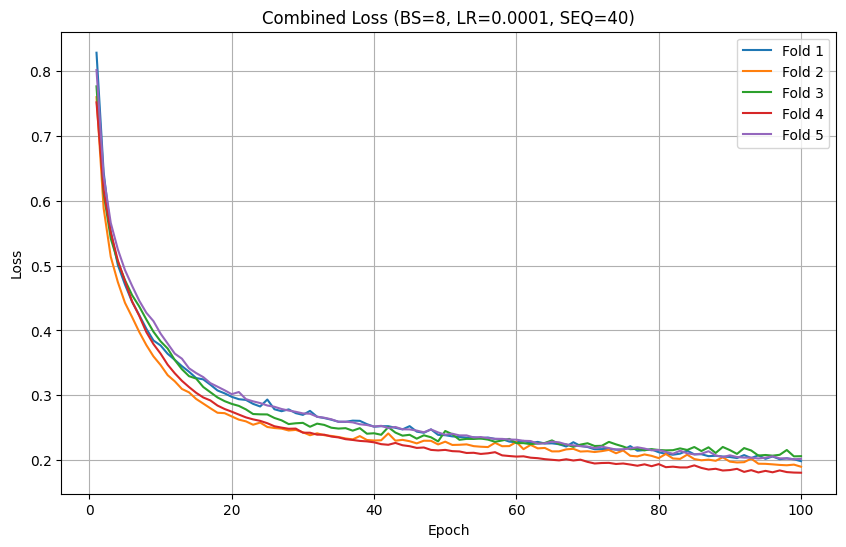 Combined Loss (BS=8, LR=0.0001, SEQ=40)
Fold 1
Fold 2
Fold 3
Fold 4
Fold 5
Loss
0.8
0.7
0.6
0.5
0.4
0.3
0.2
0 20 40 60 80 100
Epoch